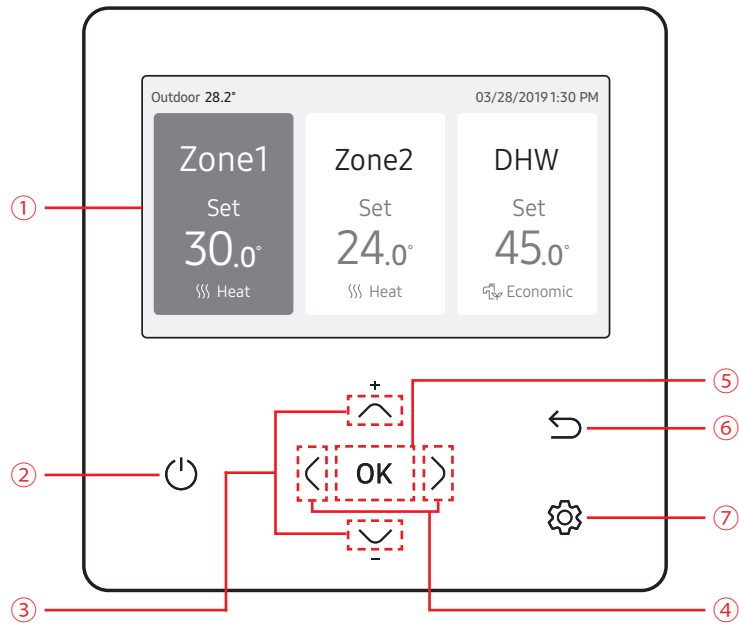 Outdoor 28.2° 03/28/2019 1:30 PM
Zone1 Zone2 DHW
Set Set Set
30.0° 24.0° 45.0°
Heat Heat Economic
①
+
⑤
⑥
②
OK
⑦
−
③
④